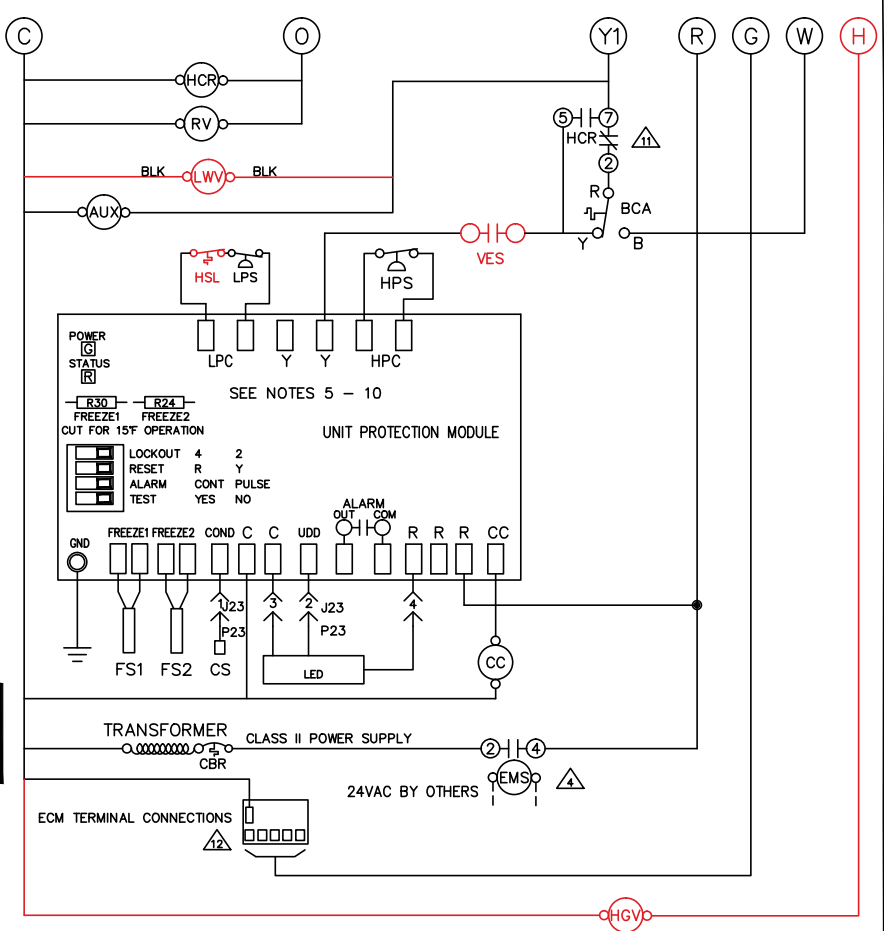 C O Y1 R G W H
HCR
RV
5 7
HCR 11
2
BLK LWV BLK
R
BCA
AUX
Y B
VES
HSL LPS HPS
POWER
G
STATUS
R
LPC Y Y HPC
SEE NOTES 5 - 10
R30 R24
FREEZE1 FREEZE2
CUT FOR 15°F OPERATION
UNIT PROTECTION MODULE
LOCKOUT 4 2
RESET R Y
ALARM CONT PULSE
TEST YES NO
ALARM
OUT COM
GND FREEZE1 FREEZE2 COND C C UDD R R R CC
1 J23 3 2 J23 4
P23 P23
FS1 FS2 CS LED CC
TRANSFORMER
CLASS II POWER SUPPLY
2 4
CBR
24VAC BY OTHERS EMS 4
ECM TERMINAL CONNECTIONS
12
HGV